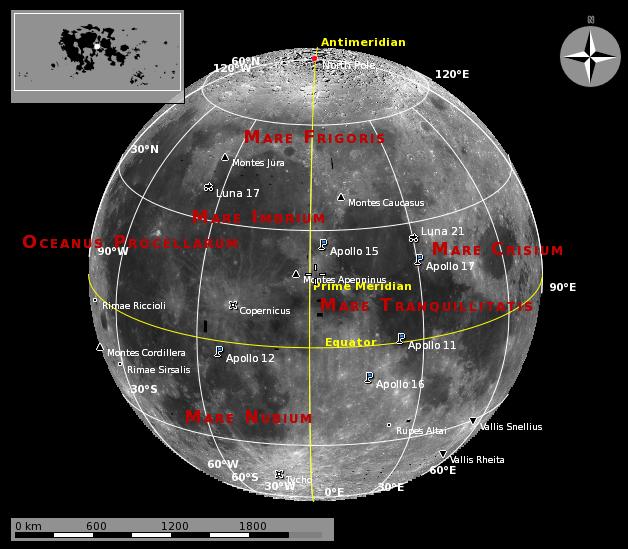 N
Antimeridian
60°N
120°W
North Pole
120°E
Mare Frigoris
30°N
Montes Jura
Luna 17
Montes Caucasus
Mare Imbrium
Luna 21
Oceanus Procellarum
90°W
Apollo 15
Mare Crisium
Apollo 17
Montes Apenninus
Prime Meridian
90°E
Rimae Riccioli
Copernicus
Mare Tranquillitatis
Equator
Apollo 11
Montes Cordillera
Apollo 12
Rimae Sirsalis
Apollo 16
30°S
Mare Nubium
Rupes Altai
Vallis Snellius
Vallis Rheita
60°W
60°E
60°S
Tycho
30°W
0°E
30°E
0 km 600 1200 1800